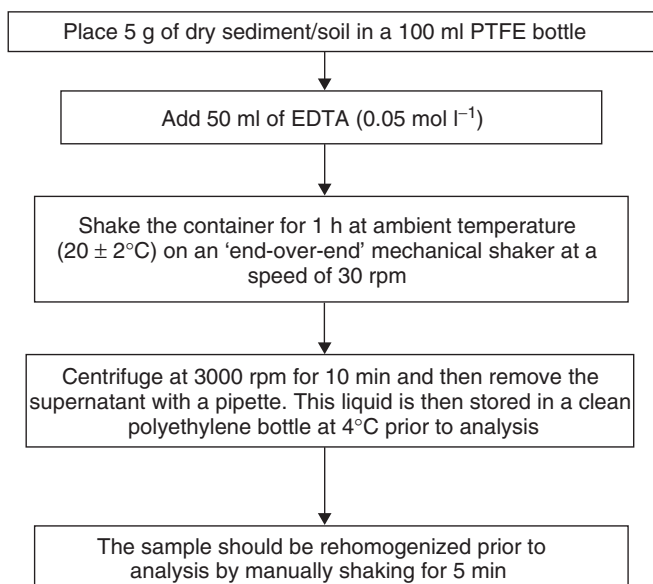 Place 5 g of dry sediment/soil in a 100 ml PTFE bottle
Add 50 ml of EDTA (0.05 mol l⁻¹)
Shake the container for 1 h at ambient temperature
(20 ± 2°C) on an ‘end-over-end’ mechanical shaker at a
speed of 30 rpm
Centrifuge at 3000 rpm for 10 min and then remove the
supernatant with a pipette. This liquid is then stored in a clean
polyethylene bottle at 4°C prior to analysis
The sample should be rehomogenized prior to
analysis by manually shaking for 5 min